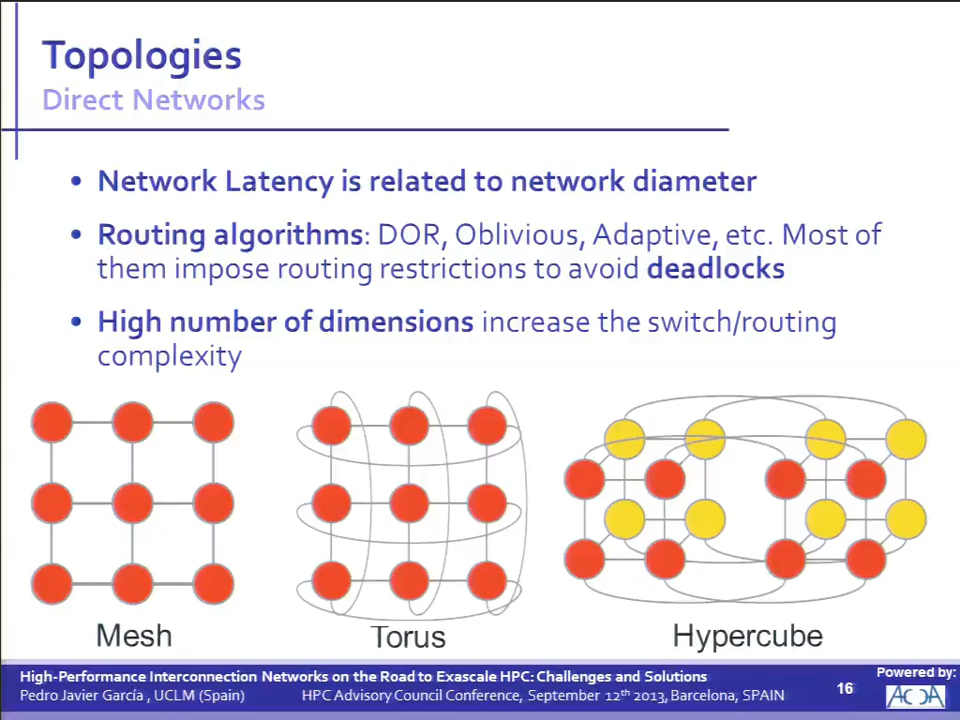 Topologies
Direct Networks
• Network Latency is related to network diameter
• Routing algorithms: DOR, Oblivious, Adaptive, etc. Most of
them impose routing restrictions to avoid deadlocks
• High number of dimensions increase the switch/routing
complexity
Mesh
Torus
Hypercube
High-Performance Interconnection Networks on the Road to Exascale HPC: Challenges and Solutions
Pedro Javier García , UCLM (Spain) HPC Advisory Council Conference, September 12th 2013, Barcelona, SPAIN
16
Powered by: